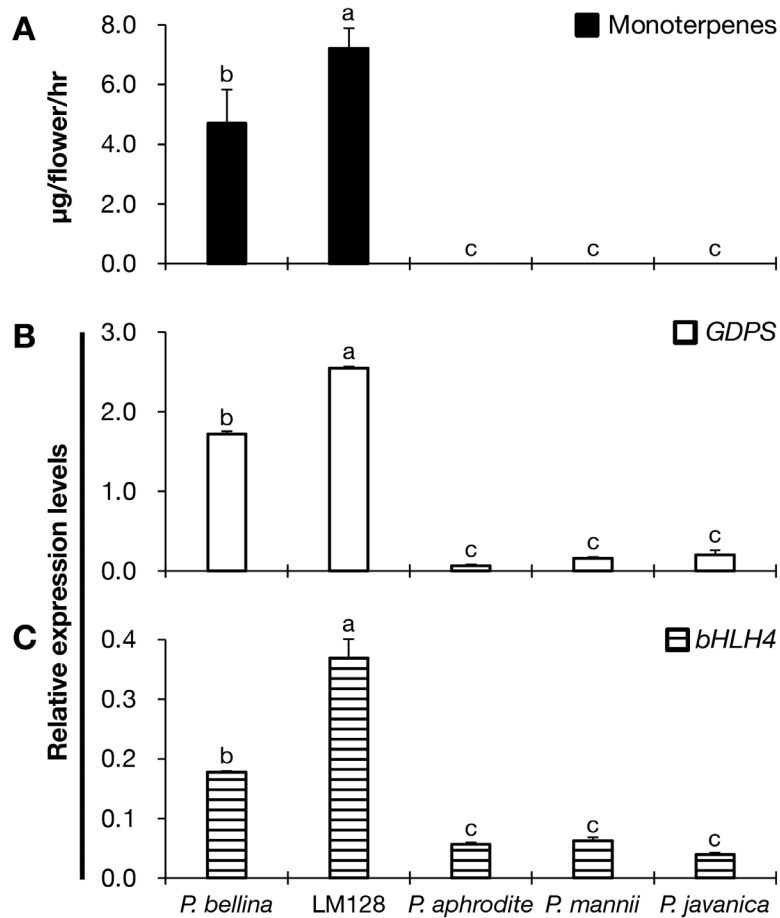 A
8.0
6.0
4.0
2.0
0.0
µg/flower/hr
b
a
c
c
c
Monoterpenes
B
3.0
2.0
1.0
0.0
b
a
c
c
c
GDPS
Relative expression levels
C
0.4
0.3
0.2
0.1
0.0
b
a
c
c
c
bHLH4
P. bellina LM128 P. aphrodite P. mannii P. javanica